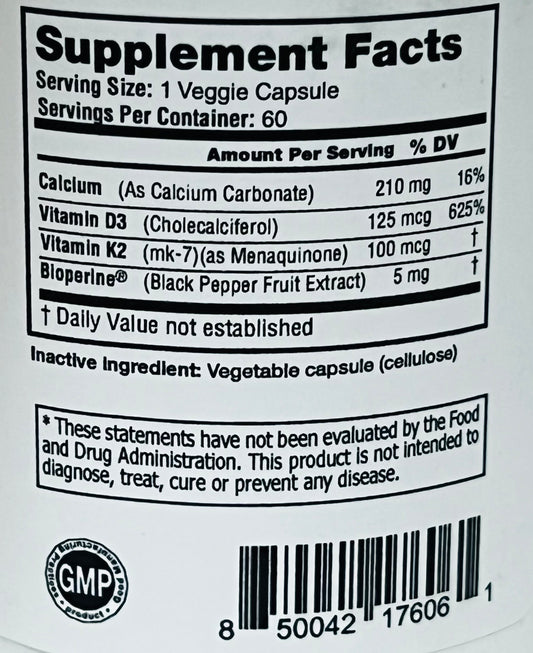 Supplement Facts
Serving Size: 1 Veggie Capsule
Servings Per Container: 60
Amount Per Serving % DV
Calcium (As Calcium Carbonate) 210 mg 16%
Vitamin D3 (Cholecalciferol) 125 mcg 625%
Vitamin K2 (mk-7)(as Menaquinone) 100 mcg †
Bioperine® (Black Pepper Fruit Extract) 5 mg †
† Daily Value not established
Inactive Ingredient: Vegetable capsule (cellulose)
* These statements have not been evaluated by the Food
and Drug Administration. This product is not intended to
diagnose, treat, cure or prevent any disease.
Good Manufacturing Practices
GMP
product
8 50042 17606 1